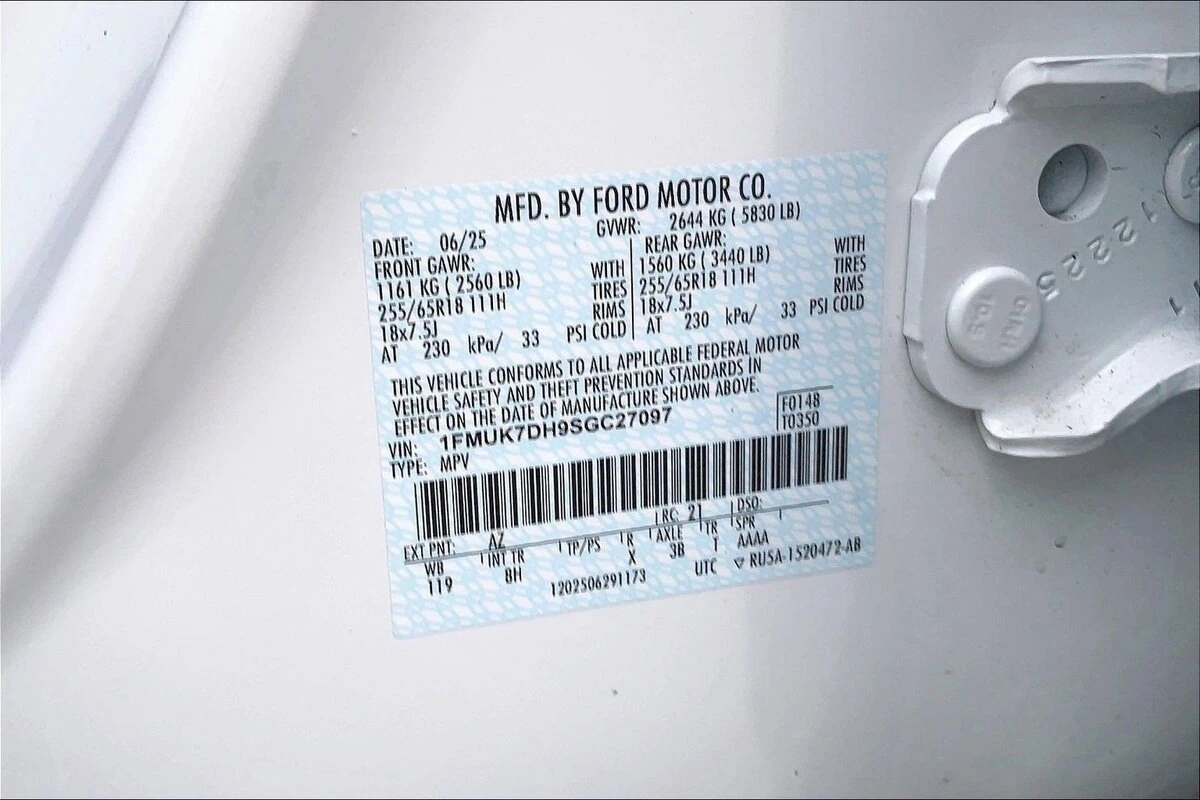 MFD. BY FORD MOTOR CO.
DATE: 06/25 GVWR: 2644 KG ( 5830 LB)
FRONT GAWR: REAR GAWR:
1161 KG ( 2560 LB) WITH 1560 KG ( 3440 LB) WITH
255/65R18 111H TIRES 255/65R18 111H TIRES
18x7.5J RIMS 18x7.5J RIMS
AT 230 kPa/ 33 PSI COLD AT 230 kPa/ 33 PSI COLD
THIS VEHICLE CONFORMS TO ALL APPLICABLE FEDERAL MOTOR
VEHICLE SAFETY AND THEFT PREVENTION STANDARDS IN
EFFECT ON THE DATE OF MANUFACTURE SHOWN ABOVE.
VIN: 1FMUK7DH9SGC27097 F0148
TYPE: MPV T0350
EXT PNT: AZ RC: 21 DSO:
WB INT TR TP/PS R AXLE TR SPR
119 8H X 3B T AAAA
1202506291173 UTC RU5A-1520472-AB
12225
10.9